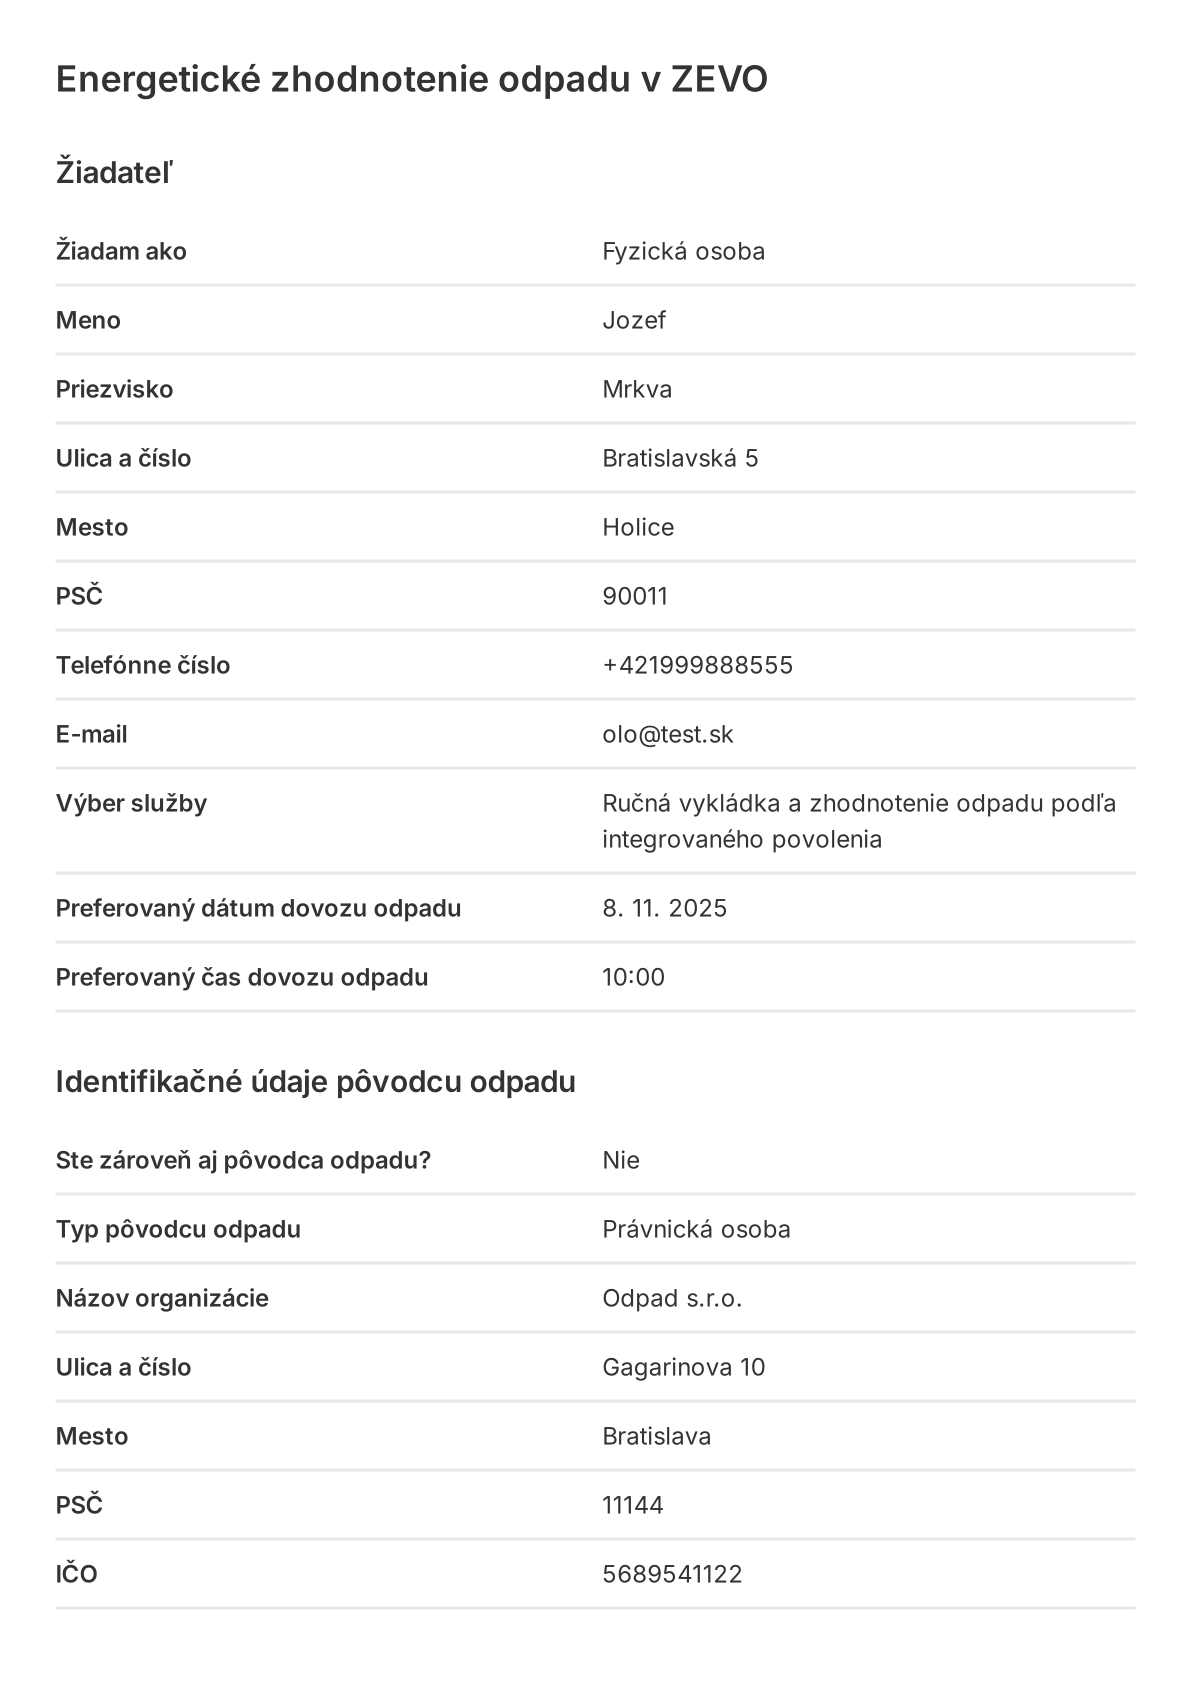 Energetické zhodnotenie odpadu v ZEVO
Žiadateľ
Žiadam ako Fyzická osoba
Meno Jozef
Priezvisko Mrkva
Ulica a číslo Bratislavská 5
Mesto Holice
PSČ 90011
Telefónne číslo +421999888555
E-mail olo@test.sk
Výber služby Ručná vykládka a zhodnotenie odpadu podľa
integrovaného povolenia
Preferovaný dátum dovozu odpadu 8. 11. 2025
Preferovaný čas dovozu odpadu 10:00
Identifikačné údaje pôvodcu odpadu
Ste zároveň aj pôvodca odpadu? Nie
Typ pôvodcu odpadu Právnická osoba
Názov organizácie Odpad s.r.o.
Ulica a číslo Gagarinova 10
Mesto Bratislava
PSČ 11144
IČO 5689541122